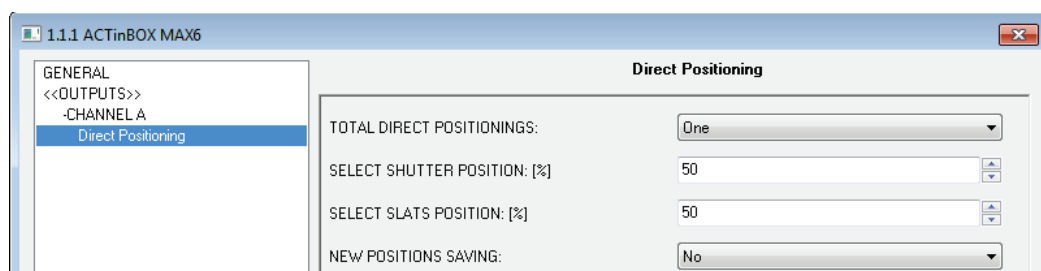 1.1.1 ACTinBOX MAX6
GENERAL
<<OUTPUTS>>
-CHANNEL A
Direct Positioning
Direct Positioning
TOTAL DIRECT POSITIONINGS: One
SELECT SHUTTER POSITION: [%] 50
SELECT SLATS POSITION: [%] 50
NEW POSITIONS SAVING: No